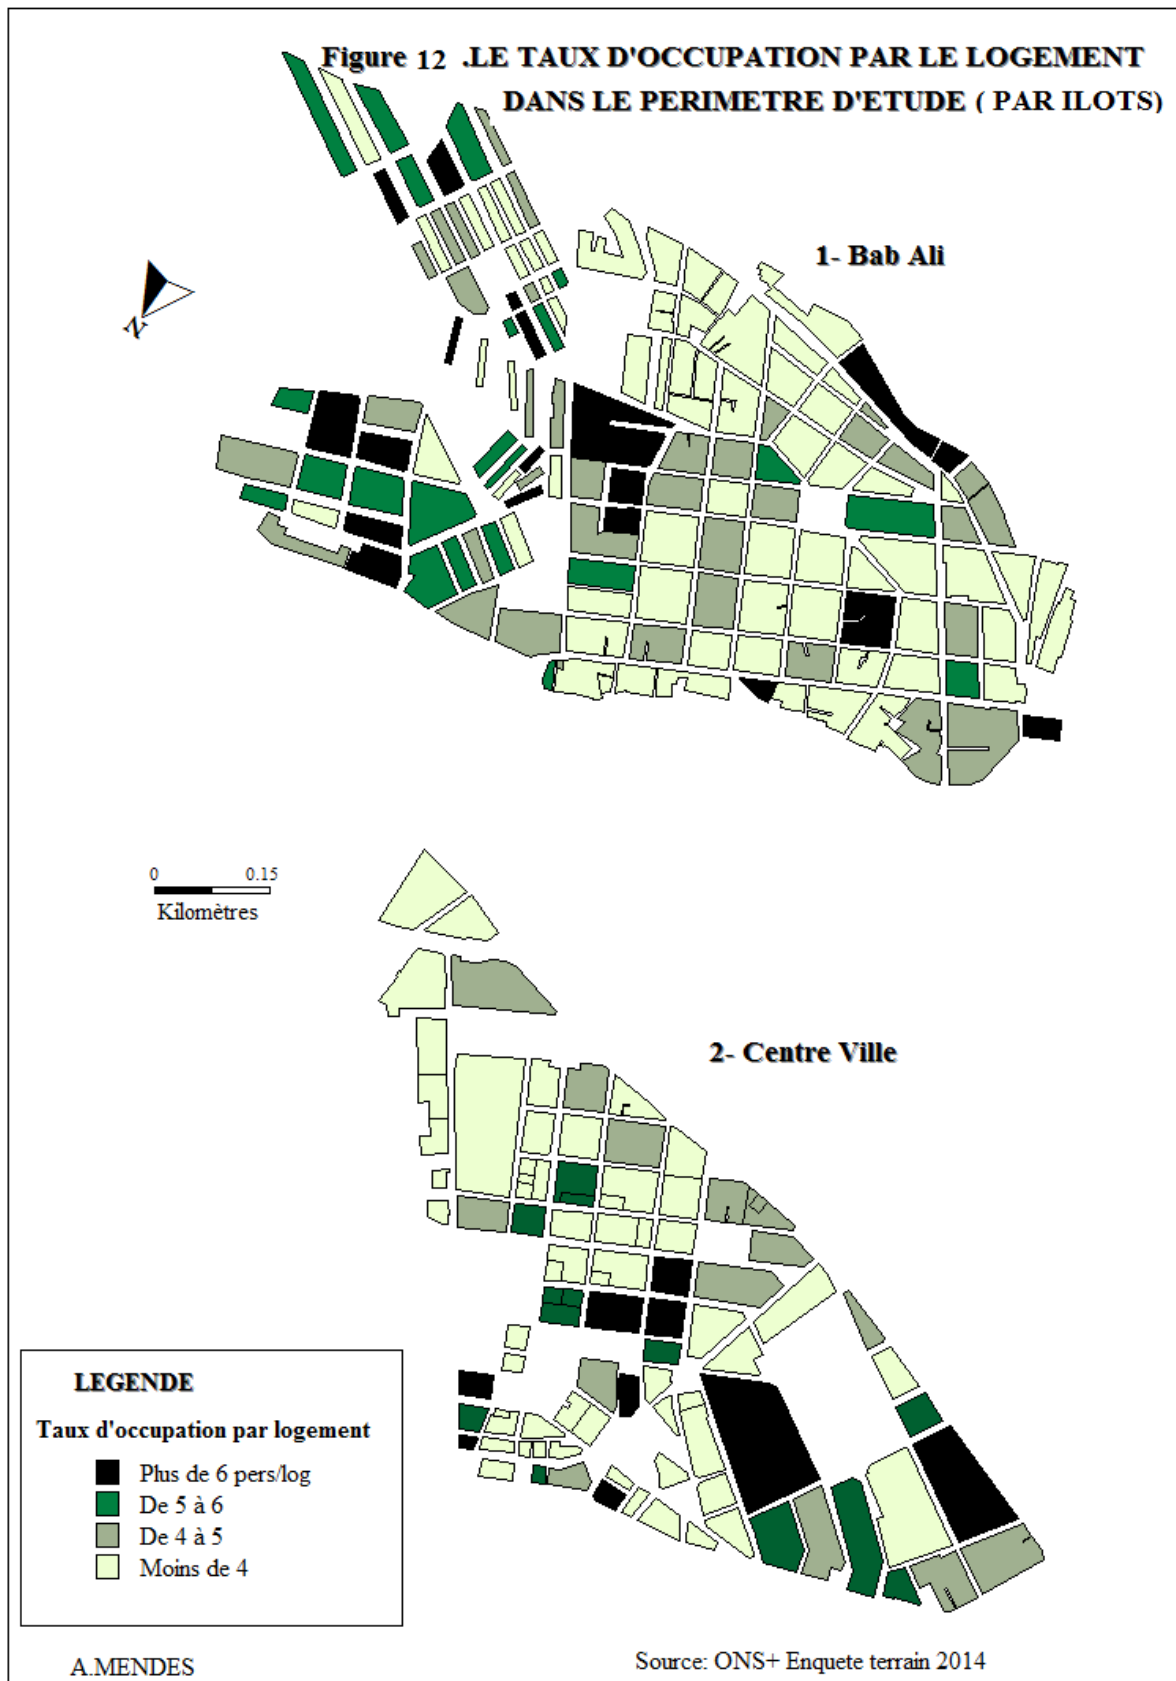 Figure 12 .LE TAUX D'OCCUPATION PAR LE LOGEMENT
DANS LE PERIMETRE D'ETUDE ( PAR ILOTS)
1- Bab Ali
N
0 0.15
Kilomètres
2- Centre Ville
LEGENDE
Taux d'occupation par logement
Plus de 6 pers/log
De 5 à 6
De 4 à 5
Moins de 4
A.MENDES
Source: ONS+ Enquete terrain 2014